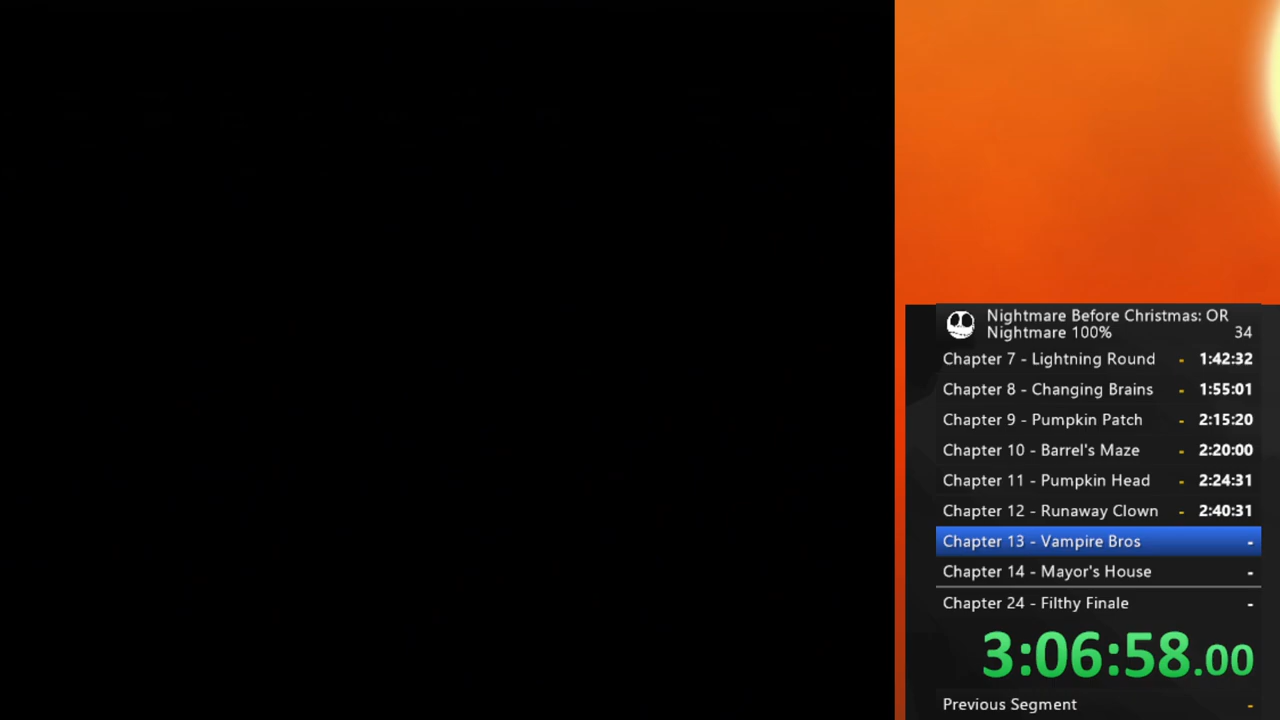 Nightmare Before Christmas: OR
Nightmare 100% 34
Chapter 7 - Lightning Round - 1:42:32
Chapter 8 - Changing Brains - 1:55:01
Chapter 9 - Pumpkin Patch - 2:15:20
Chapter 10 - Barrel's Maze - 2:20:00
Chapter 11 - Pumpkin Head - 2:24:31
Chapter 12 - Runaway Clown - 2:40:31
Chapter 13 - Vampire Bros -
Chapter 14 - Mayor's House -
Chapter 24 - Filthy Finale -
3:06:58.00
Previous Segment -